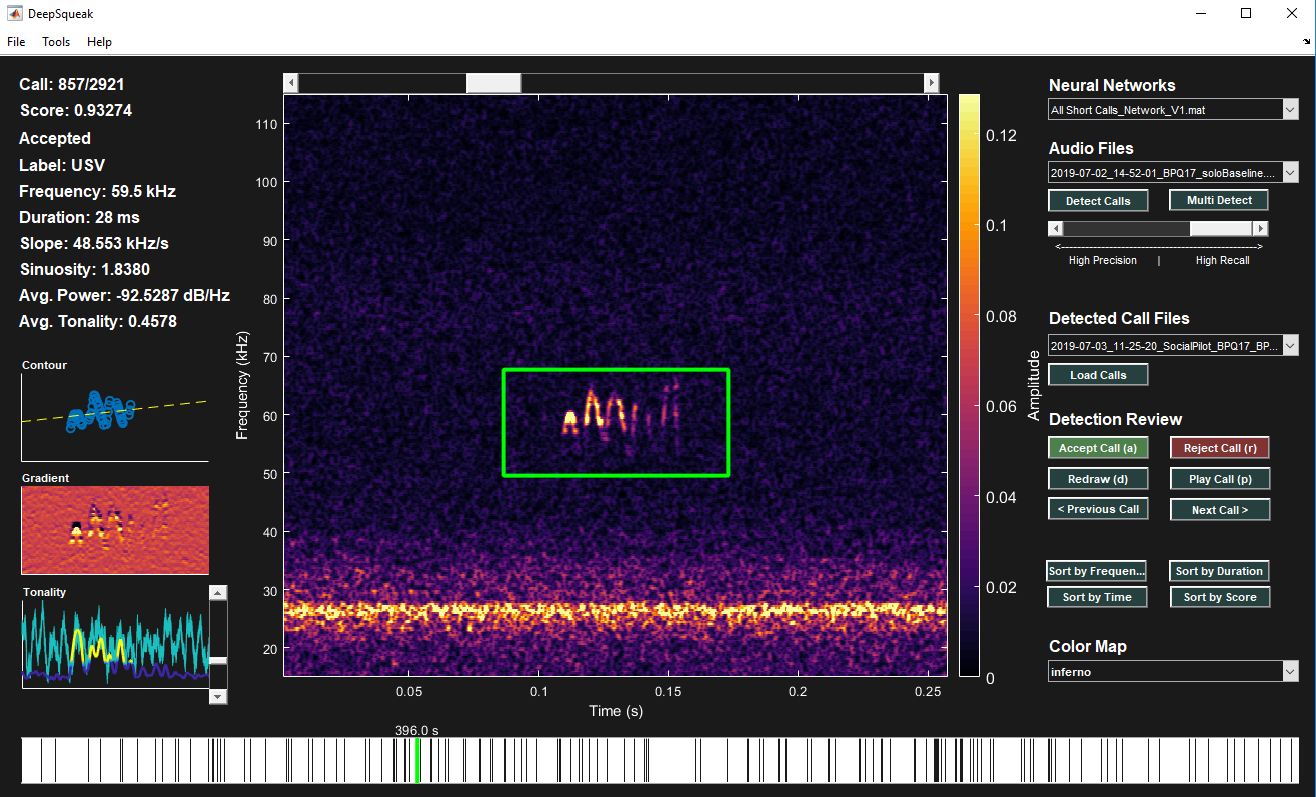 DeepSqueak
File Tools Help
Call: 857/2921
Score: 0.93274
Accepted
Label: USV
Frequency: 59.5 kHz
Duration: 28 ms
Slope: 48.553 kHz/s
Sinuosity: 1.8380
Avg. Power: -92.5287 dB/Hz
Avg. Tonality: 0.4578
Contour
Gradient
Tonality
Frequency (kHz)
110
100
90
80
70
60
50
40
30
20
0.05 0.1 0.15 0.2 0.25
Time (s)
0.12
0.1
0.08
0.06
0.04
0.02
0
Amplitude
Neural Networks
All Short Calls_Network_V1.mat
Audio Files
2019-07-02_14-52-01_BPQ17_soloBaseline....
Detect Calls Multi Detect
<-------------------------------------------------->
High Precision | High Recall
Detected Call Files
2019-07-03_11-25-20_SocialPilot_BPQ17_BP...
Load Calls
Detection Review
Accept Call (a) Reject Call (r)
Redraw (d) Play Call (p)
< Previous Call Next Call >
Sort by Frequen... Sort by Duration
Sort by Time Sort by Score
Color Map
inferno
396.0 s